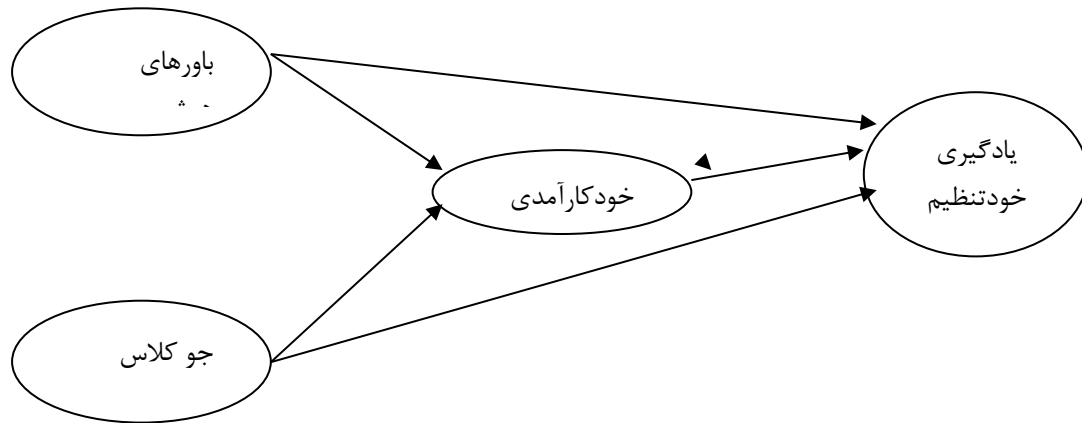 باورهای
یادگیری
خودتنظیم
خودکارآمدی
جو کلاس